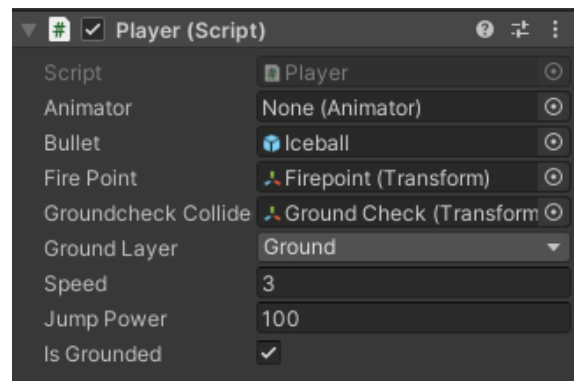 Player (Script)
Script Player
Animator None (Animator)
Bullet Iceball
Fire Point Firepoint (Transform)
Groundcheck Collide Ground Check (Transform
Ground Layer Ground
Speed 3
Jump Power 100
Is Grounded